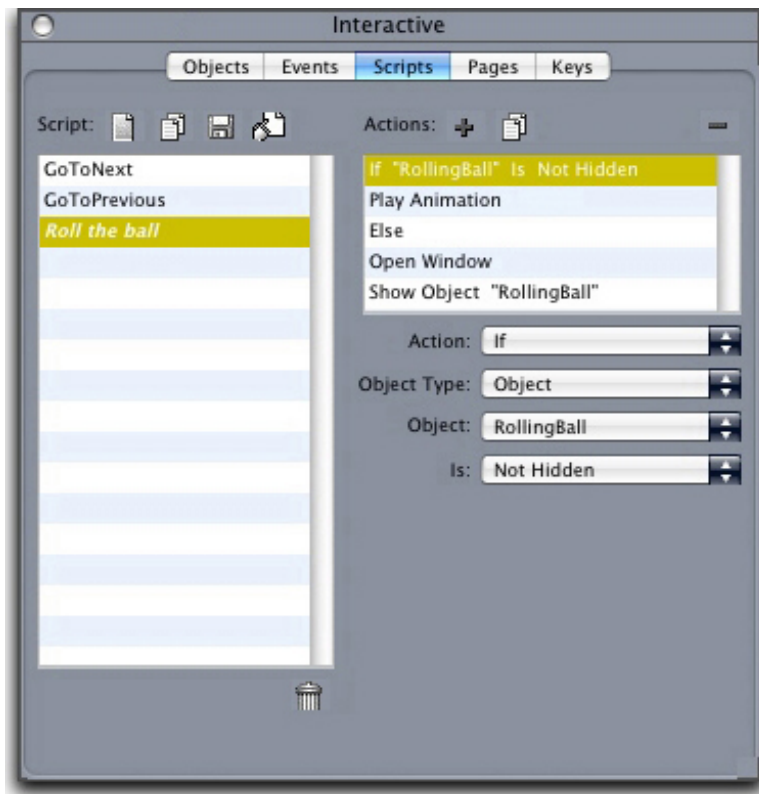 Interactive
Objects Events Scripts Pages Keys
Script:
GoToNext
GoToPrevious
Roll the ball
Actions:
If "RollingBall" Is Not Hidden
Play Animation
Else
Open Window
Show Object "RollingBall"
Action: If
Object Type: Object
Object: RollingBall
Is: Not Hidden